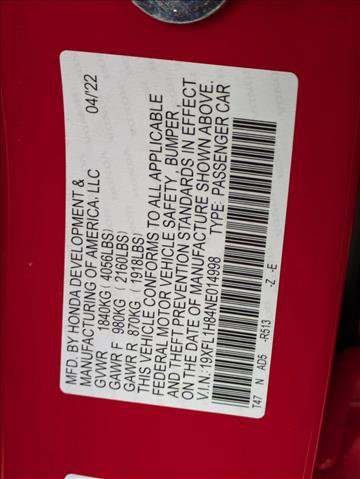 MFD. BY HONDA DEVELOPMENT & 04/'22
MANUFACTURING OF AMERICA, LLC
GVWR 1840KG(4056LBS)
GAWR F 980KG (2160LBS)
GAWR R 870KG (1918LBS)
THIS VEHICLE CONFORMS TO ALL APPLICABLE
FEDERAL MOTOR VEHICLE SAFETY, BUMPER,
AND THEFT PREVENTION STANDARDS IN EFFECT
ON THE DATE OF MANUFACTURE SHOWN ABOVE.
V.I.N.:19XFL1H84NE014998 TYPE: PASSENGER CAR
T47 N AD5 -R513 -Z -E